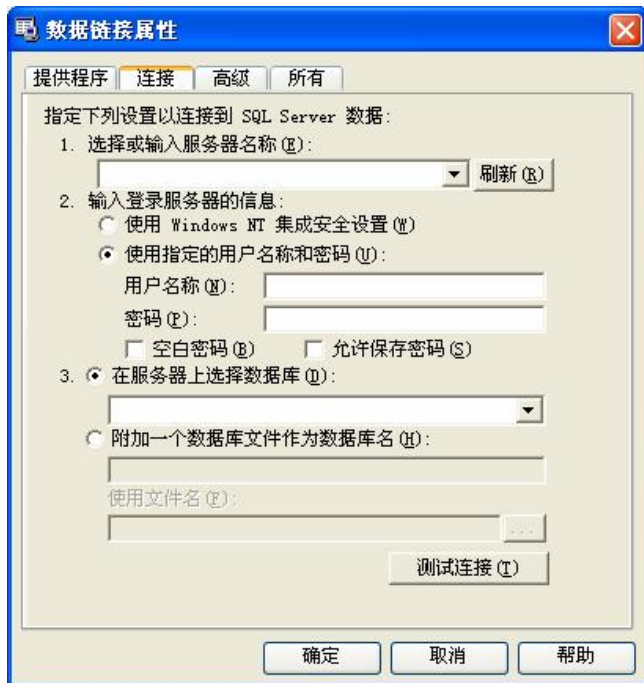 数据链接属性
提供程序 连接 高级 所有
指定下列设置以连接到 SQL Server 数据:
1. 选择或输入服务器名称(E):
刷新(R)
2. 输入登录服务器的信息:
使用 Windows NT 集成安全设置(W)
使用指定的用户名称和密码(U):
用户名称(N):
密码(P):
空白密码(B) 允许保存密码(S)
3. 在服务器上选择数据库(D):
附加一个数据库文件作为数据库名(H):
使用文件名(F):
...
测试连接(T)
确定 取消 帮助